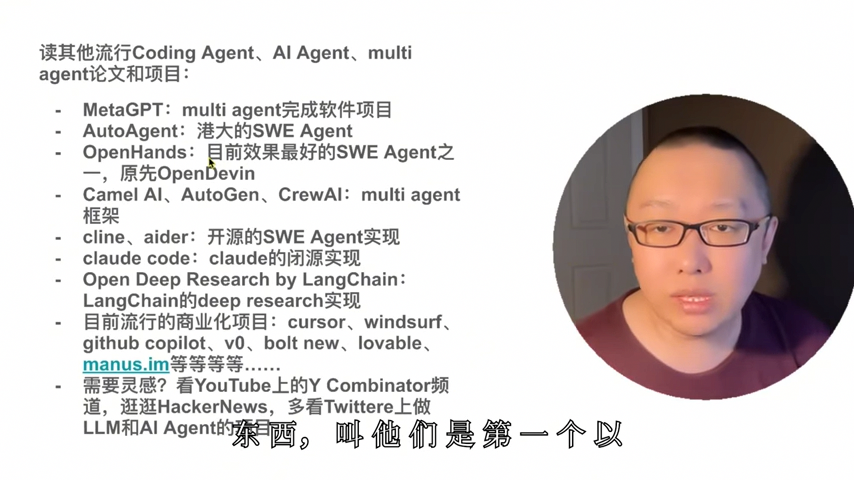 读其他流行Coding Agent、AI Agent、multi
agent论文和项目：
- MetaGPT：multi agent完成软件项目
- AutoAgent：港大的SWE Agent
- OpenHands：目前效果最好的SWE Agent之
一，原先OpenDevin
- Camel AI、AutoGen、CrewAI：multi agent
框架
- cline、aider：开源的SWE Agent实现
- claude code：claude的闭源实现
- Open Deep Research by LangChain：
LangChain的deep research实现
- 目前流行的商业化项目：cursor、windsurf、
github copilot、v0、bolt new、lovable、
manus.im等等等等……
- 需要灵感？看YouTube上的Y Combinator频
道，逛逛HackerNews，多看Twittere上做
LLM和AI Agent的
东西，叫他们是第一个以